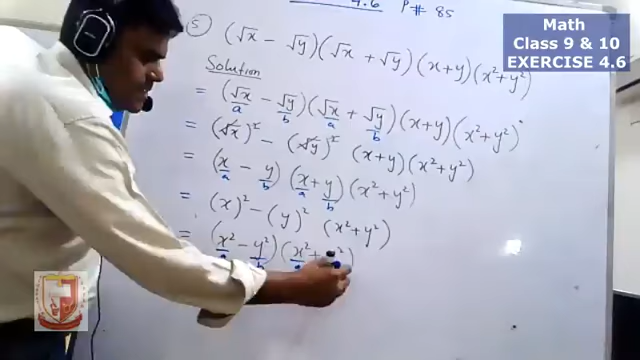 4.6 P# 85
Math
Class 9 & 10
EXERCISE 4.6
⑤ (√x − √y)(√x + √y)(x+y)(x²+y²)
Solution
= (√x − √y)(√x + √y)(x+y)(x²+y²)
a b a b
= (√x)² − (√y)² (x+y)(x²+y²)
= (x − y)(x + y)(x²+y²)
a b a b
= (x)² − (y)² (x²+y²)
= (x² − y²)(x² + y²)
a b a